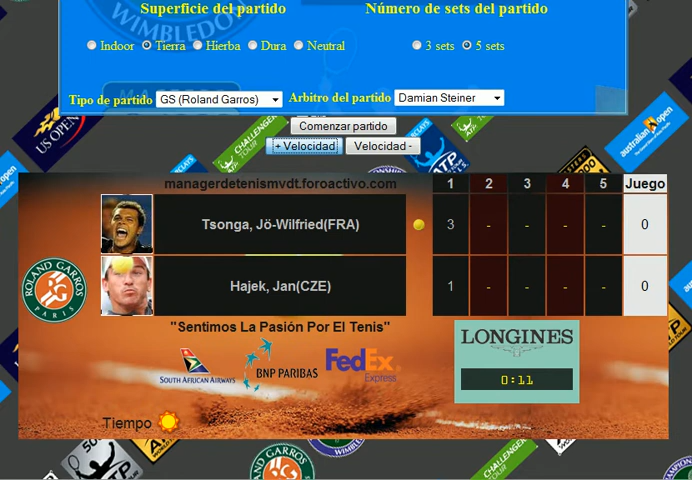 Superficie del partido
Número de sets del partido
WIMBLEDON
Indoor Tierra Hierba Dura Neutral
3 sets 5 sets
Tipo de partido GS (Roland Garros)
Arbitro del partido Damian Steiner
Comenzar partido
+ Velocidad Velocidad -
US OPEN
CHALLENGER
ATP
australian open
managerdetenismvdt.foroactivo.com
1 2 3 4 5 Juego
Tsonga, Jö-Wilfried(FRA) 3 - - - - 0
Hajek, Jan(CZE) 1 - - - - 0
ROLAND GARROS
PARIS
"Sentimos La Pasión Por El Tenis"
SOUTH AFRICAN AIRWAYS
BNP PARIBAS
FedEx
Express
LONGINES
0:11
Tiempo